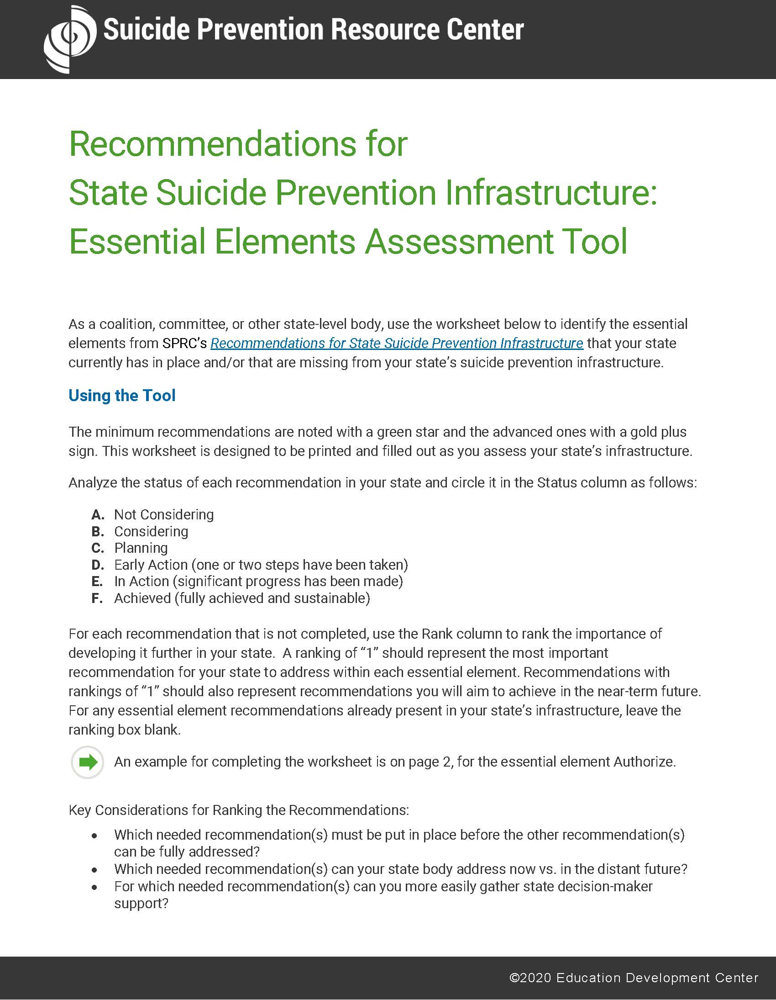 Suicide Prevention Resource Center
Recommendations for
State Suicide Prevention Infrastructure:
Essential Elements Assessment Tool
As a coalition, committee, or other state-level body, use the worksheet below to identify the essential
elements from SPRC’s Recommendations for State Suicide Prevention Infrastructure that your state
currently has in place and/or that are missing from your state’s suicide prevention infrastructure.
Using the Tool
The minimum recommendations are noted with a green star and the advanced ones with a gold plus
sign. This worksheet is designed to be printed and filled out as you assess your state’s infrastructure.
Analyze the status of each recommendation in your state and circle it in the Status column as follows:
A. Not Considering
B. Considering
C. Planning
D. Early Action (one or two steps have been taken)
E. In Action (significant progress has been made)
F. Achieved (fully achieved and sustainable)
For each recommendation that is not completed, use the Rank column to rank the importance of
developing it further in your state.  A ranking of “1” should represent the most important
recommendation for your state to address within each essential element. Recommendations with
rankings of “1” should also represent recommendations you will aim to achieve in the near-term future.
For any essential element recommendations already present in your state’s infrastructure, leave the
ranking box blank.
An example for completing the worksheet is on page 2, for the essential element Authorize.
Key Considerations for Ranking the Recommendations:
• Which needed recommendation(s) must be put in place before the other recommendation(s)
can be fully addressed?
• Which needed recommendation(s) can your state body address now vs. in the distant future?
• For which needed recommendation(s) can you more easily gather state decision-maker
support?
©2020 Education Development Center